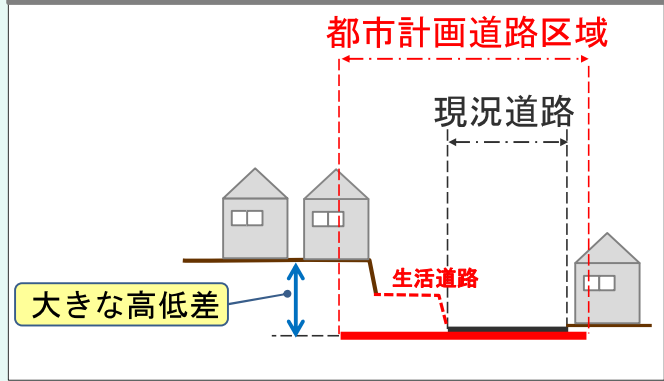 都市計画道路区域
現況道路
生活道路
大きな高低差